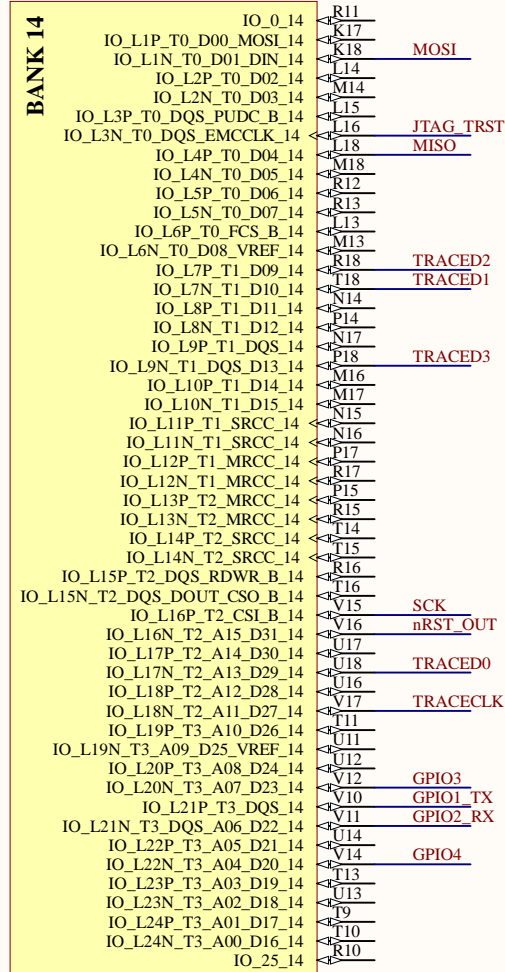 BANK 14
IO_0_14 R11
IO_L1P_T0_D00_MOSI_14 K17
IO_L1N_T0_D01_DIN_14 K18 MOSI
IO_L2P_T0_D02_14 L14
IO_L2N_T0_D03_14 M14
IO_L3P_T0_DQS_PUDC_B_14 L15
IO_L3N_T0_DQS_EMCCLK_14 L16 JTAG_TRST
IO_L4P_T0_D04_14 L18 MISO
IO_L4N_T0_D05_14 M18
IO_L5P_T0_D06_14 R12
IO_L5N_T0_D07_14 R13
IO_L6P_T0_FCS_B_14 L13
IO_L6N_T0_D08_VREF_14 M13
IO_L7P_T1_D09_14 R18 TRACED2
IO_L7N_T1_D10_14 T18 TRACED1
IO_L8P_T1_D11_14 N14
IO_L8N_T1_D12_14 P14
IO_L9P_T1_DQS_14 N17
IO_L9N_T1_DQS_D13_14 P18 TRACED3
IO_L10P_T1_D14_14 M16
IO_L10N_T1_D15_14 M17
IO_L11P_T1_SRCC_14 N15
IO_L11N_T1_SRCC_14 N16
IO_L12P_T1_MRCC_14 P17
IO_L12N_T1_MRCC_14 R17
IO_L13P_T2_MRCC_14 P15
IO_L13N_T2_MRCC_14 R15
IO_L14P_T2_SRCC_14 T14
IO_L14N_T2_SRCC_14 T15
IO_L15P_T2_DQS_RDWR_B_14 R16
IO_L15N_T2_DQS_DOUT_CSO_B_14 T16
IO_L16P_T2_CSI_B_14 V15 SCK
IO_L16N_T2_A15_D31_14 V16 nRST_OUT
IO_L17P_T2_A14_D30_14 U17
IO_L17N_T2_A13_D29_14 U18 TRACED0
IO_L18P_T2_A12_D28_14 U16
IO_L18N_T2_A11_D27_14 V17 TRACECLK
IO_L19P_T3_A10_D26_14 T11
IO_L19N_T3_A09_D25_VREF_14 U11
IO_L20P_T3_A08_D24_14 U12
IO_L20N_T3_A07_D23_14 V12 GPIO3
IO_L21P_T3_DQS_14 V10 GPIO1_TX
IO_L21N_T3_DQS_A06_D22_14 V11 GPIO2_RX
IO_L22P_T3_A05_D21_14 U14
IO_L22N_T3_A04_D20_14 V14 GPIO4
IO_L23P_T3_A03_D19_14 T13
IO_L23N_T3_A02_D18_14 U13
IO_L24P_T3_A01_D17_14 T9
IO_L24N_T3_A00_D16_14 T10
IO_25_14 R10